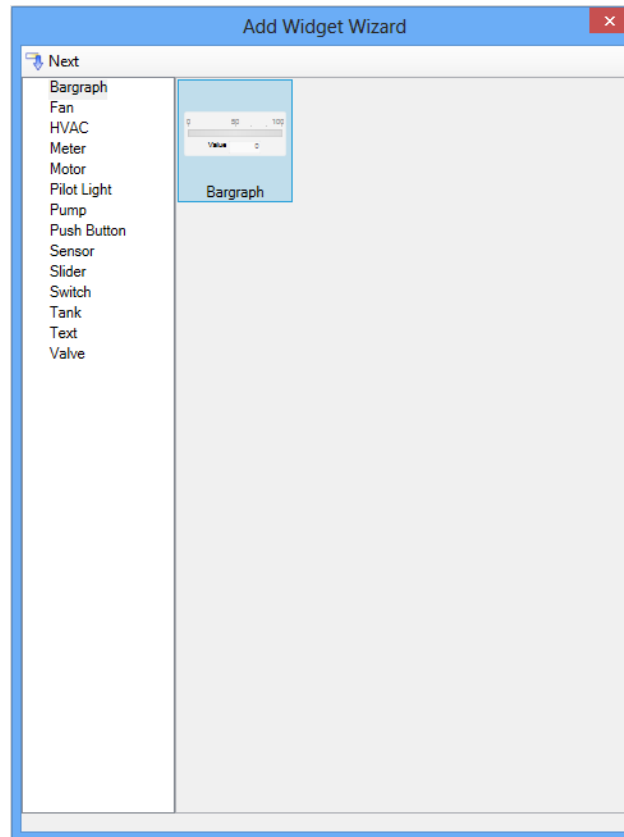 Add Widget Wizard
Next
Bargraph
Fan
HVAC
Meter
Motor
Pilot Light
Pump
Push Button
Sensor
Slider
Switch
Tank
Text
Valve
0 50 100
Value 0
Bargraph